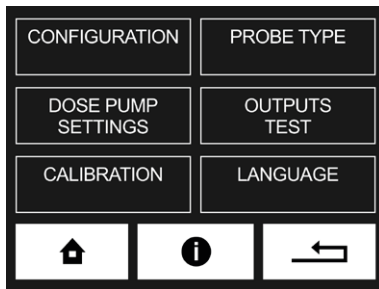 CONFIGURATION
PROBE TYPE
DOSE PUMP
SETTINGS
OUTPUTS
TEST
CALIBRATION
LANGUAGE